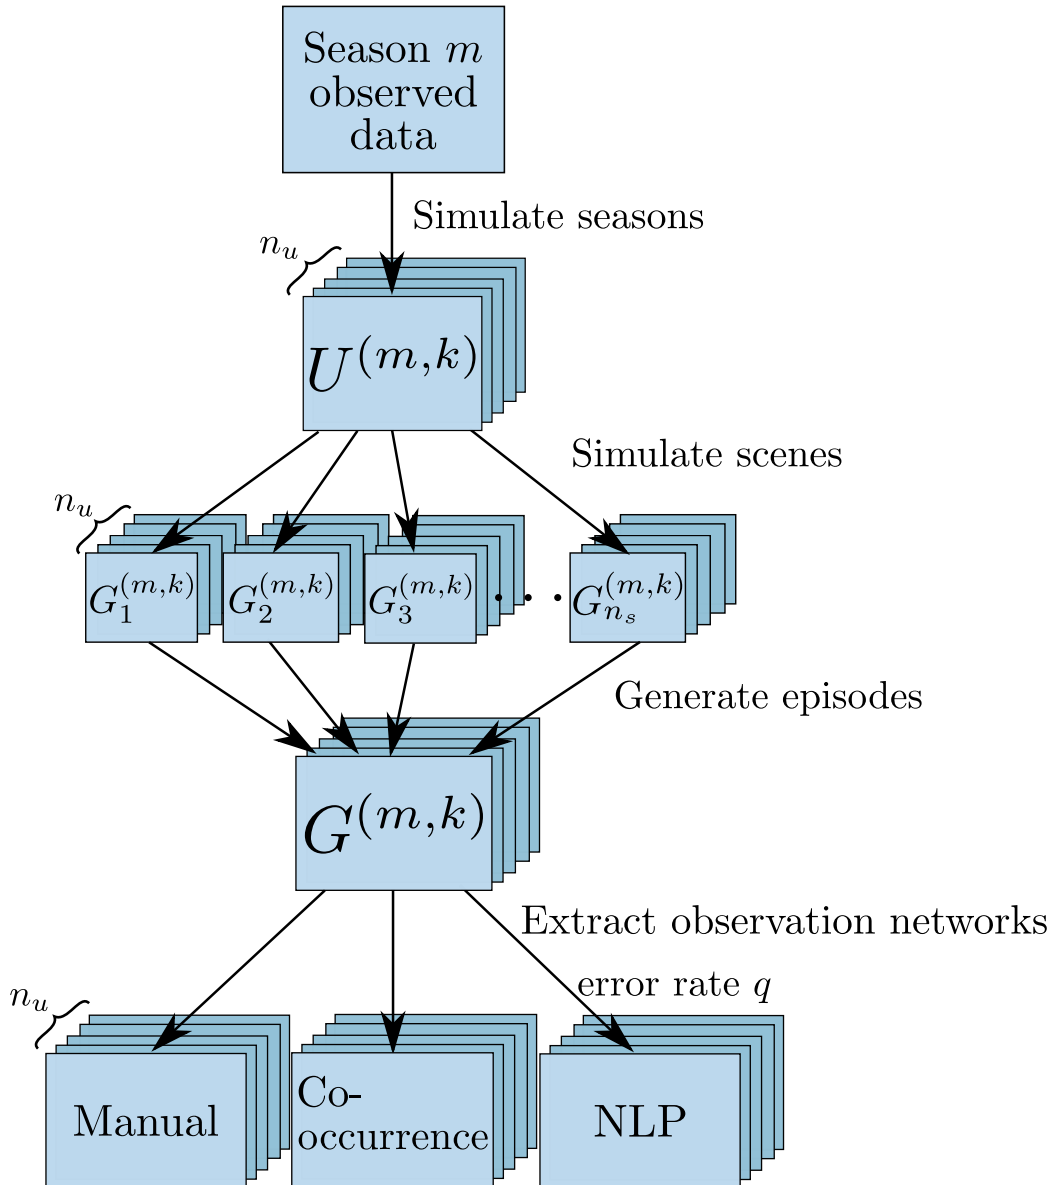 Season m
observed
data
Simulate seasons
n_u
U^{(m,k)}
Simulate scenes
n_u
G_1^{(m,k)} G_2^{(m,k)} G_3^{(m,k)} . . . G_{n_s}^{(m,k)}
Generate episodes
G^{(m,k)}
Extract observation networks
error rate q
n_u
Manual
Co-
occurrence
NLP